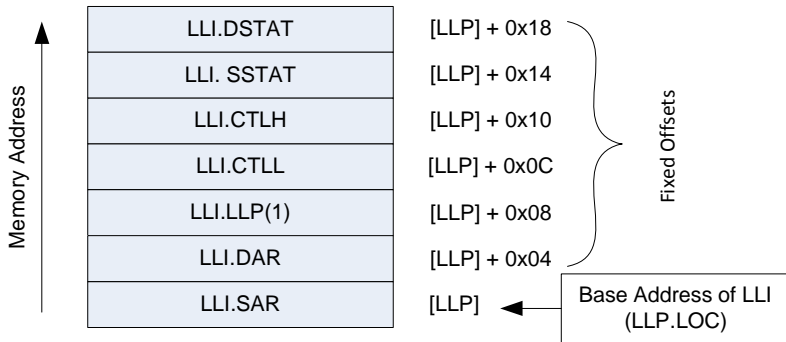 Memory Address
LLI.DSTAT [LLP] + 0x18
LLI. SSTAT [LLP] + 0x14
LLI.CTLH [LLP] + 0x10
LLI.CTLL [LLP] + 0x0C
LLI.LLP(1) [LLP] + 0x08
LLI.DAR [LLP] + 0x04
LLI.SAR [LLP]
Fixed Offsets
Base Address of LLI
(LLP.LOC)